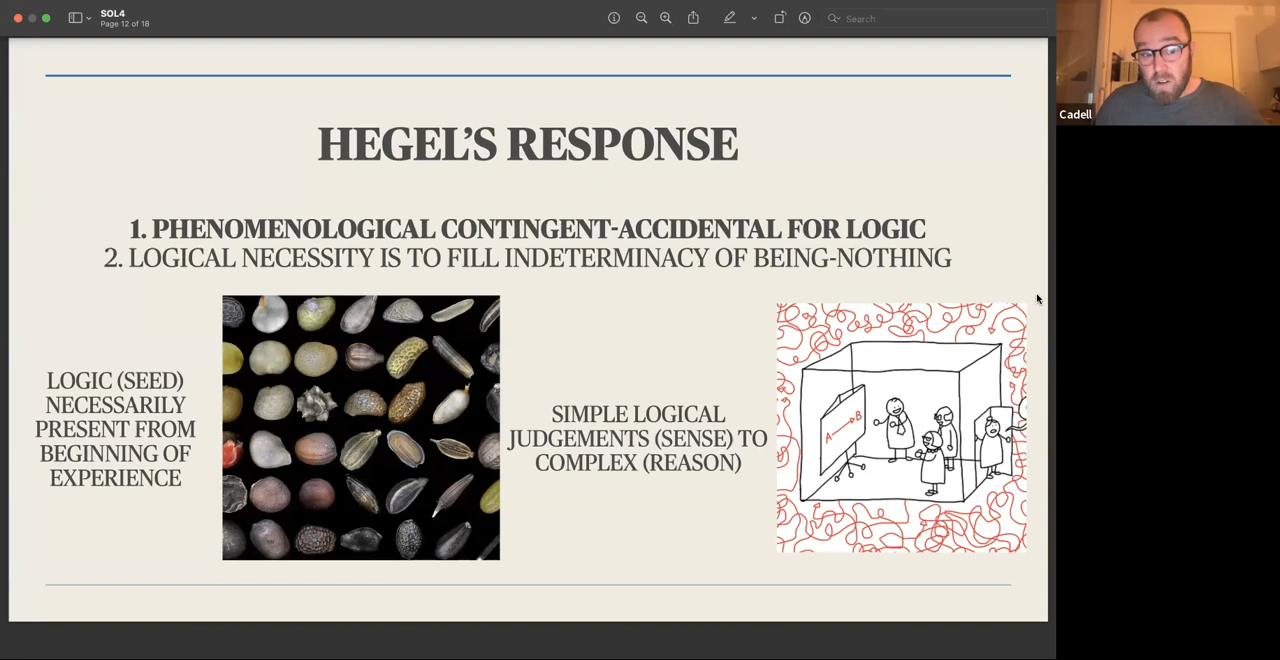 SOL4
Page 12 of 18
Search
Cadell
HEGEL'S RESPONSE
1. PHENOMENOLOGICAL CONTINGENT-ACCIDENTAL FOR LOGIC
2. LOGICAL NECESSITY IS TO FILL INDETERMINACY OF BEING-NOTHING
LOGIC (SEED)
NECESSARILY
PRESENT FROM
BEGINNING OF
EXPERIENCE
SIMPLE LOGICAL
JUDGEMENTS (SENSE) TO
COMPLEX (REASON)
A B